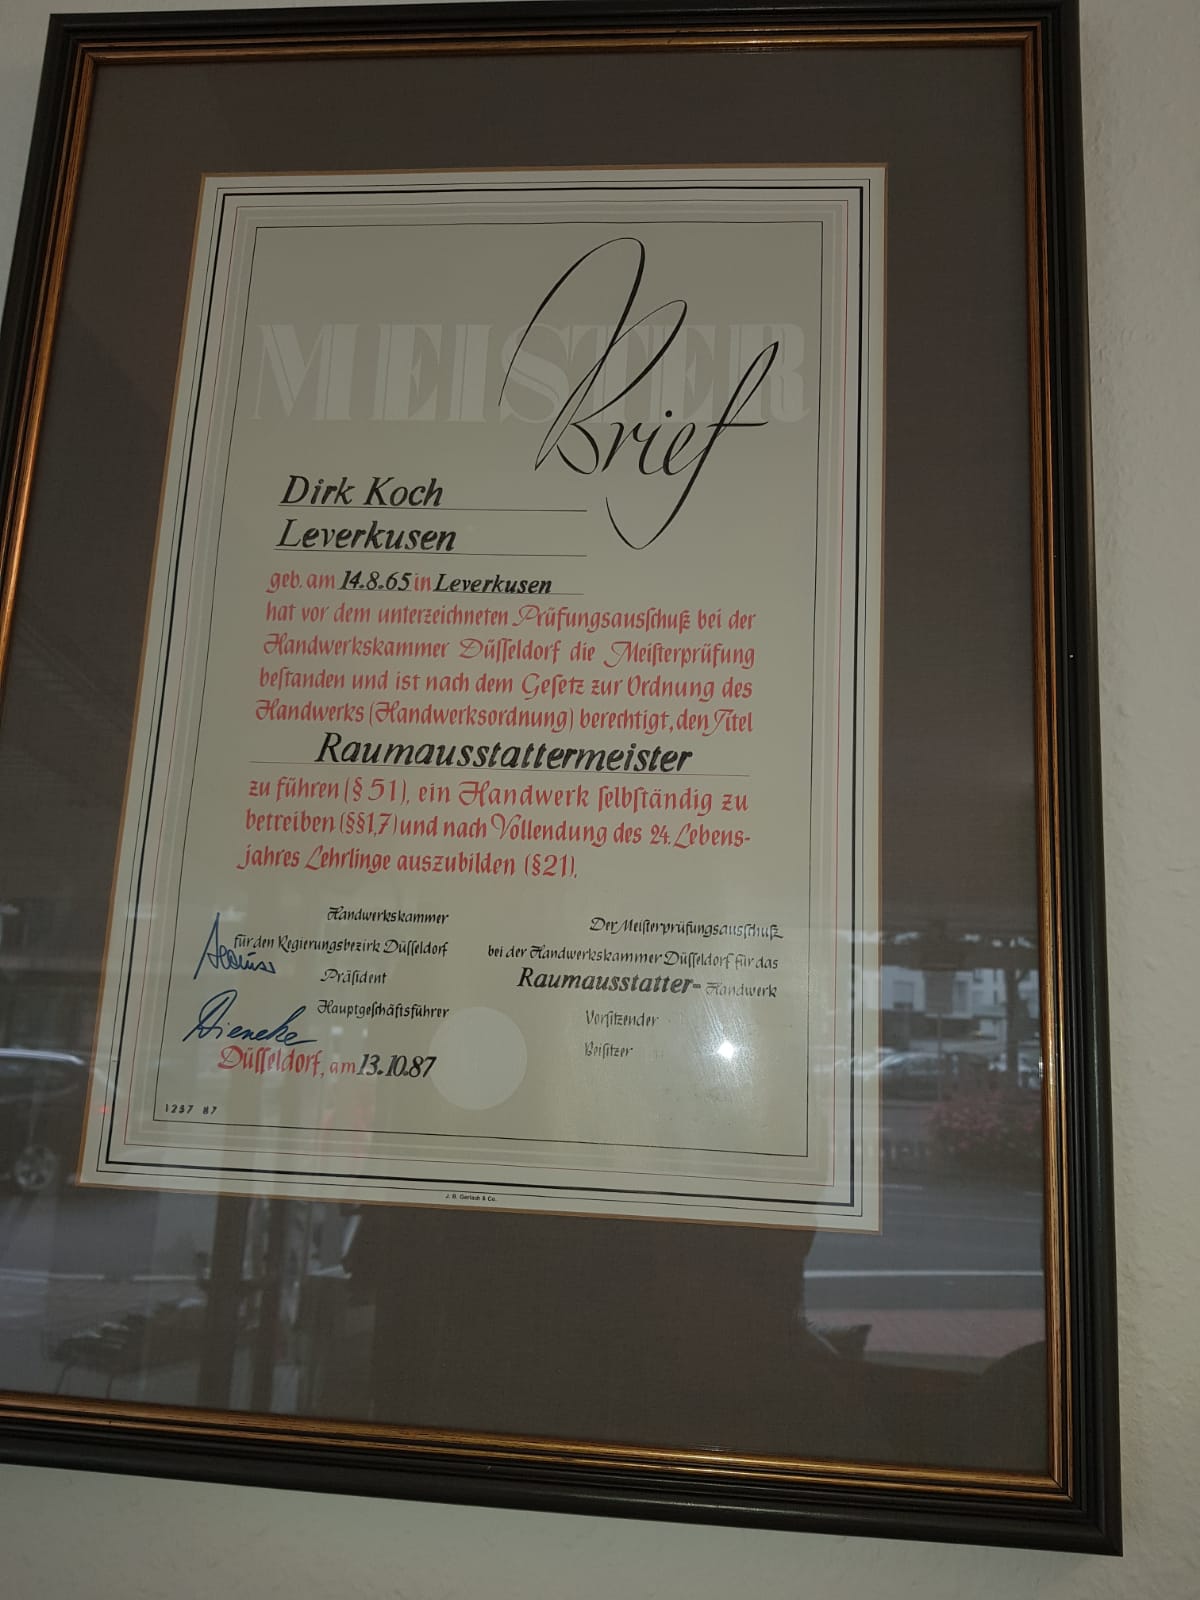 MEISTER
Brief
Dirk Koch
Leverkusen
geb. am 14.8.65 in Leverkusen
hat vor dem unterzeichneten Prüfungsausſchuß bei der
Handwerkskammer Düſſeldorf die Meiſterprüfung
beſtanden und ist nach dem Geſetz zur Ordnung des
Handwerks (Handwerksordnung) berechtigt, den Titel
Raumausstattermeister
zu führen (§ 51), ein Handwerk ſelbſtändig zu
betreiben (§§1,7) und nach Vollendung des 24. Lebens-
jahres Lehrlinge auszubilden (§21).
Handwerkskammer
für den Regierungsbezirk Düſſeldorf
Präſident
Hauptgeſchäftsführer
Düſſeldorf, am 13.10.87
Der Meiſterprüfungsausſchuß
bei der Handwerkskammer Düſſeldorf für das
Raumausstatter-Handwerk
Vorſitzender
Beiſitzer
1237 87
J. B. Gerlach & Co.